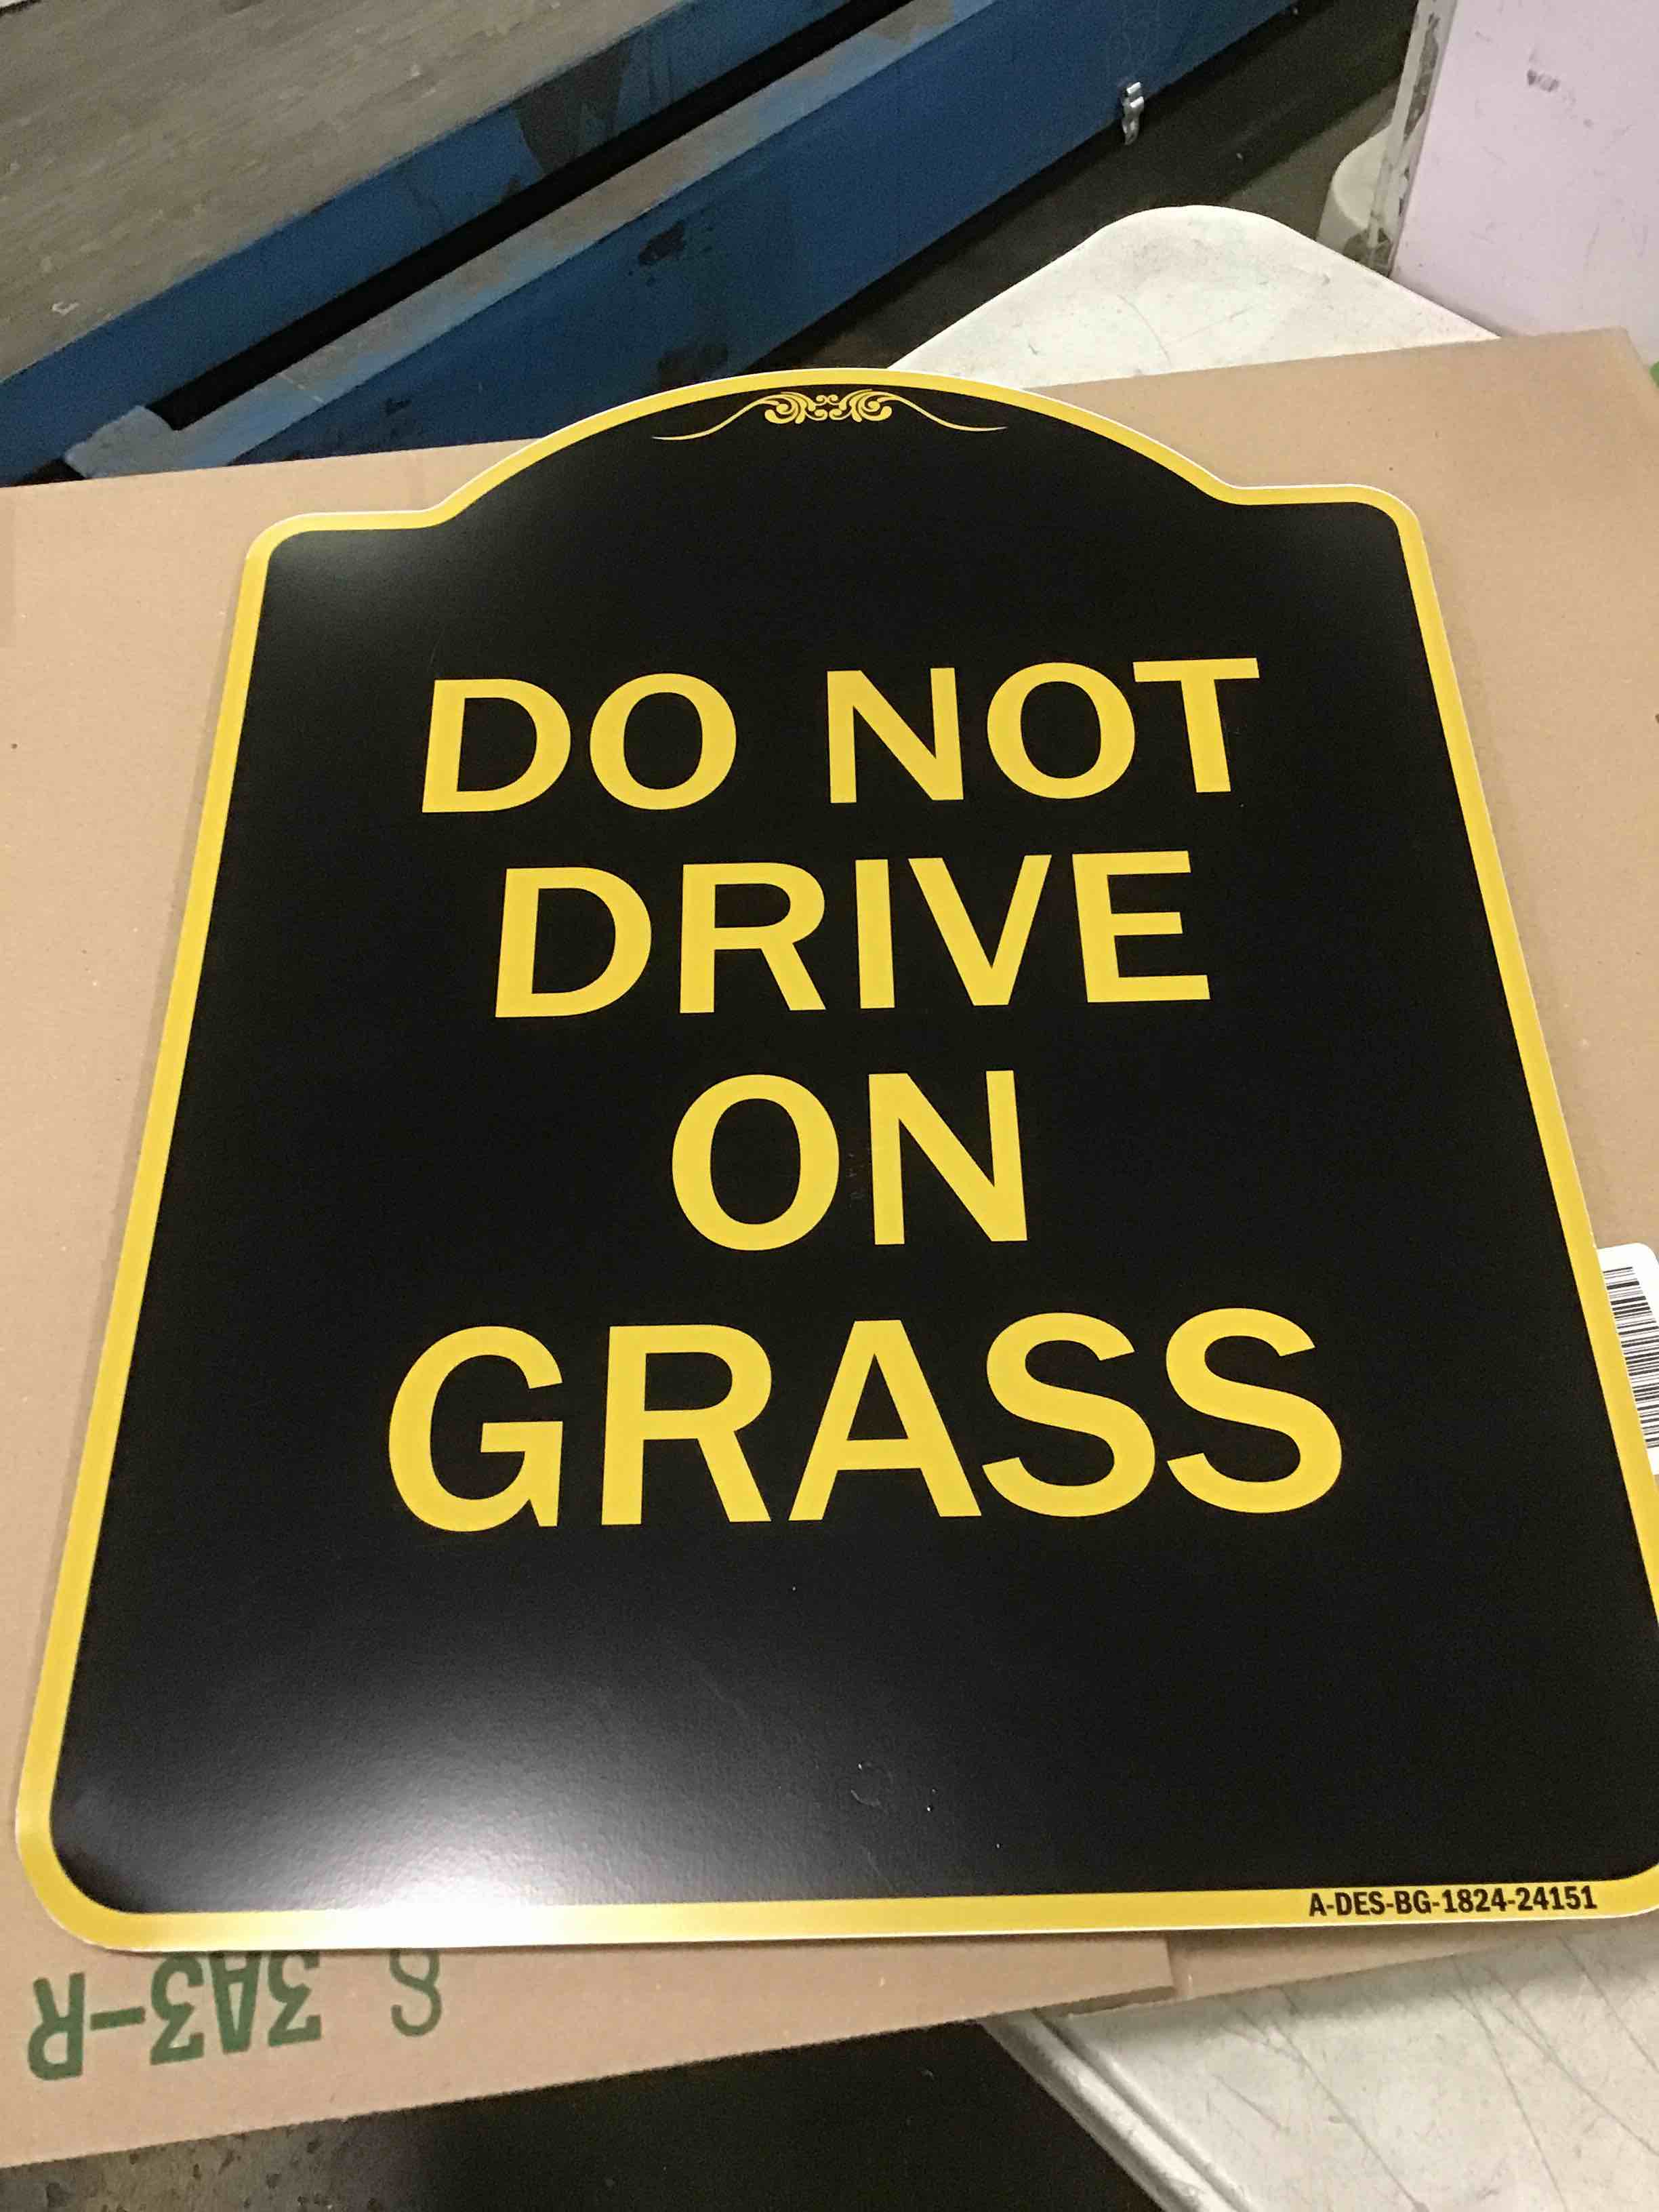 DO NOT
DRIVE
ON
GRASS
A-DES-BG-1824-24151